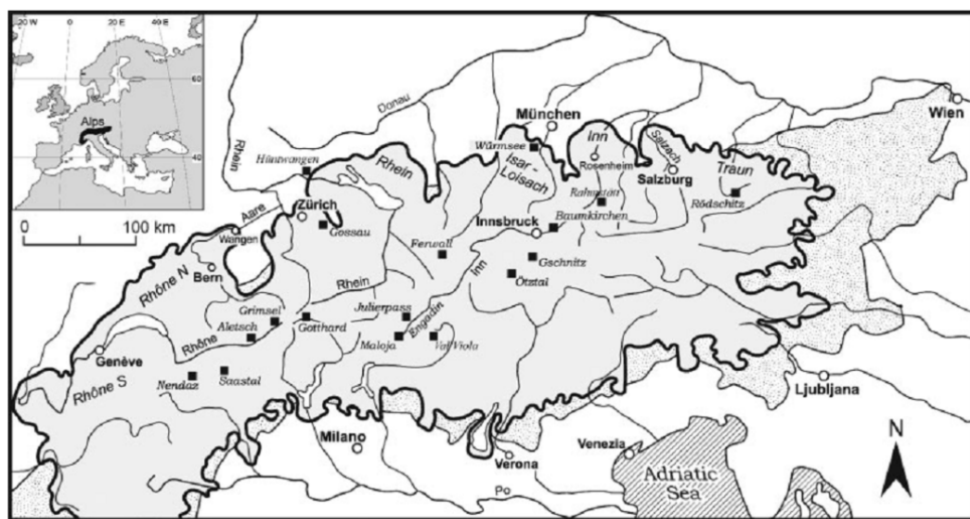 20 W
0
20 E
40 E
60
40
Alps
0
100 km
Donau
München
Wien
Rhein
Hüntwangen
Rhein
Würmsee
Isar -
Loisach
Inn
Rosenheim
Salzach
Salzburg
Traun
Rödschitz
Zürich
Gossau
Aare
Wangen
Innsbruck
Baumkirchen
Ferwall
Gschnitz
Ötztal
Bern
Rhône N
Rhein
Inn
Engadin
Grimsel
Julierpass
Aletsch
Rhône
Gotthard
Maloja
Val Viola
Genève
Rhône S
Nendaz
Saastal
Ljubljana
Milano
Verona
Venezia
Adriatic
Sea
Po
N